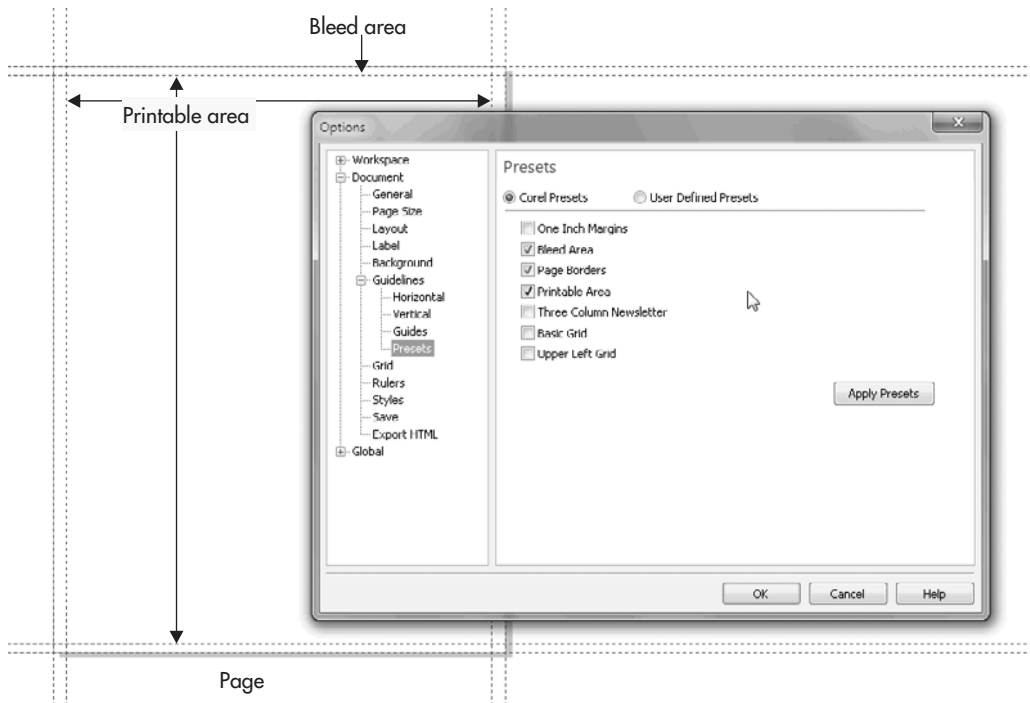 Bleed area
Printable area
Options
Workspace
Document
General
Page Size
Layout
Label
Background
Guidelines
Horizontal
Vertical
Guides
Presets
Grid
Rulers
Styles
Save
Export HTML
Global
Presets
Corel Presets User Defined Presets
One Inch Margins
Bleed Area
Page Borders
Printable Area
Three Column Newsletter
Basic Grid
Upper Left Grid
Apply Presets
OK Cancel Help
Page